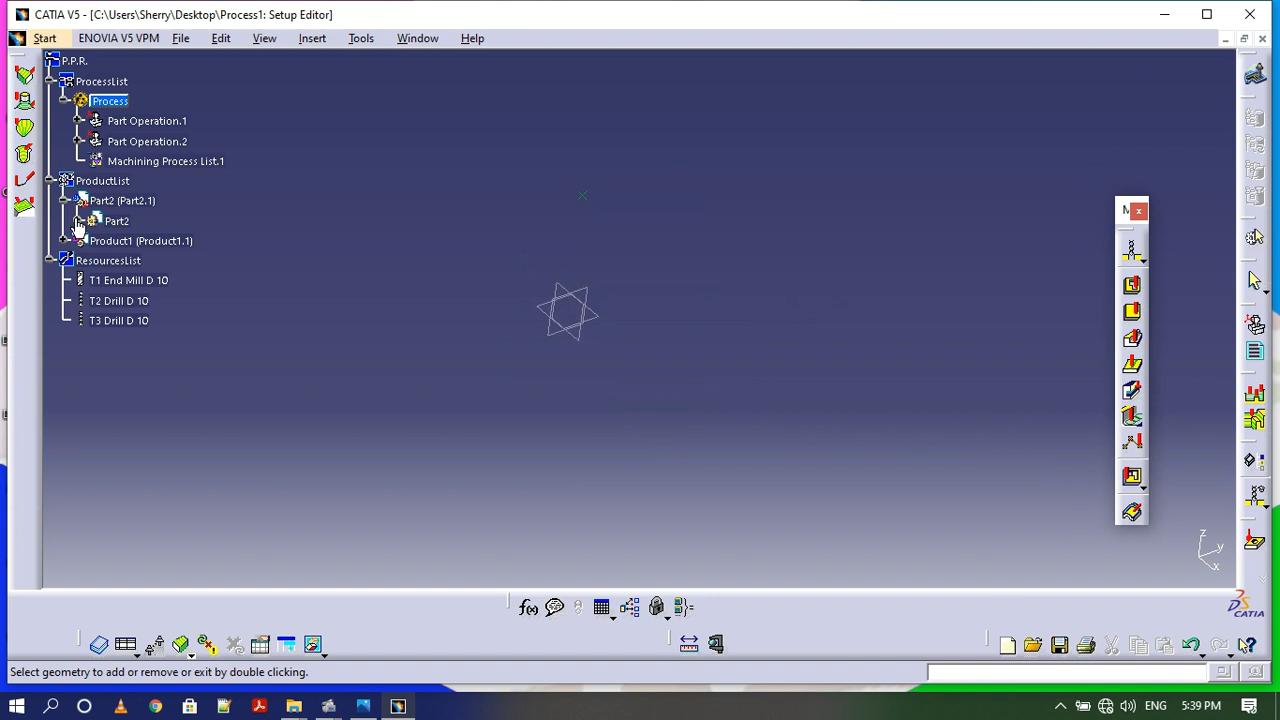 CATIA V5 - [C:\Users\Sherry\Desktop\Process1: Setup Editor]
Start ENOVIA V5 VPM File Edit View Insert Tools Window Help
P.P.R.
ProcessList
Process
Part Operation.1
Part Operation.2
Machining Process List.1
ProductList
Part2 (Part2.1)
Part2
Product1 (Product1.1)
ResourcesList
T1 End Mill D 10
T2 Drill D 10
T3 Drill D 10
M
z
y
x
f(x)
CATIA
Select geometry to add or remove or exit by double clicking.
ENG 5:39 PM